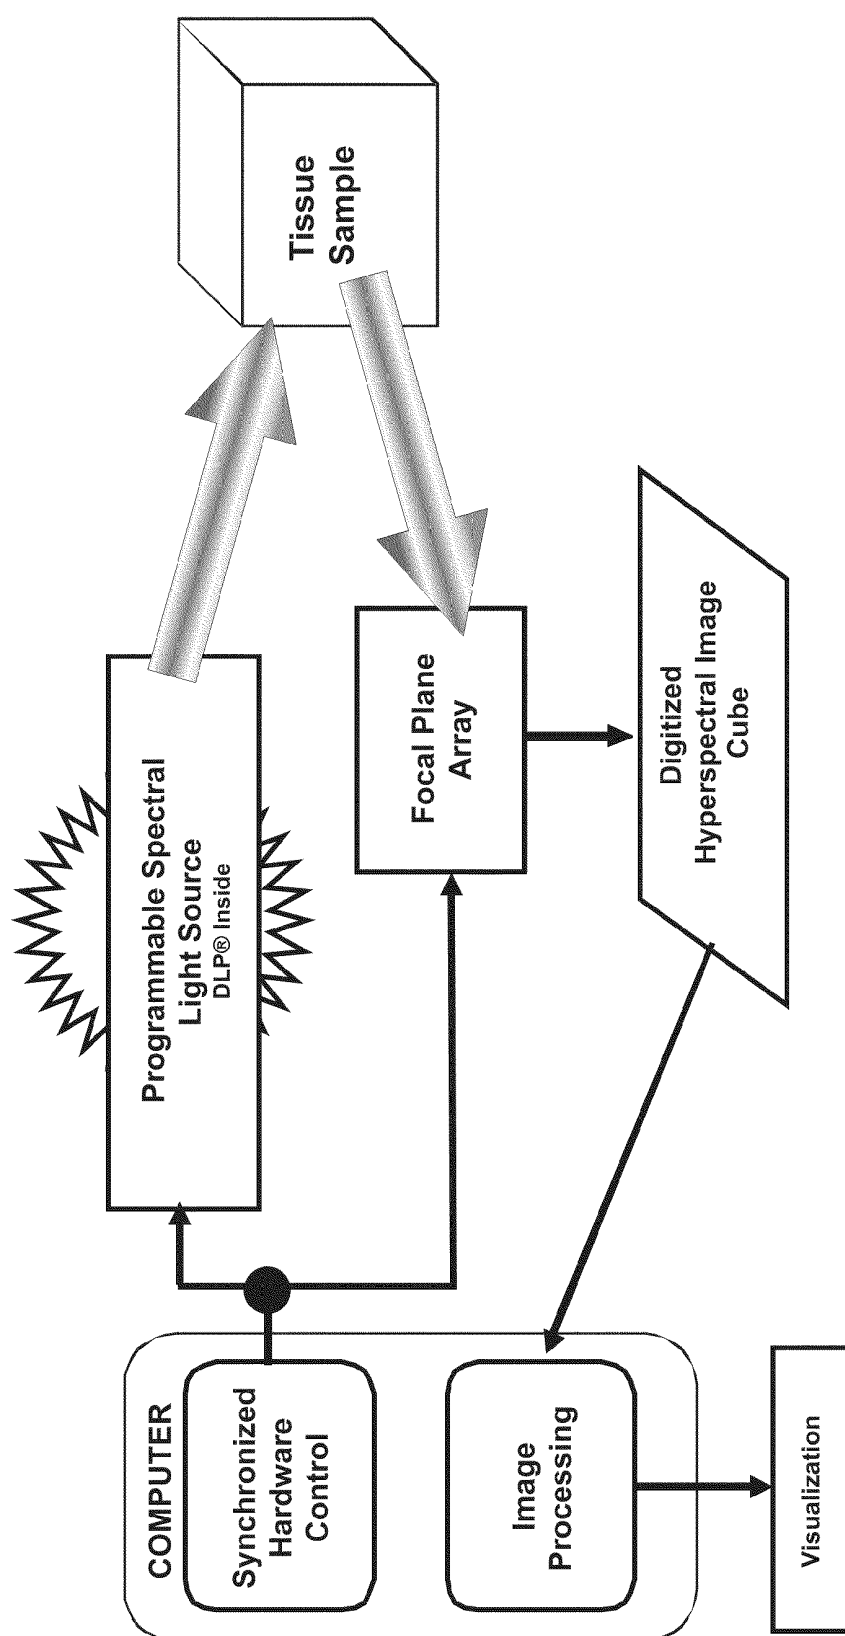 COMPUTER
Synchronized
Hardware
Control
Image
Processing
Visualization
Programmable Spectral
Light Source
DLP® Inside
Focal Plane
Array
Digitized
Hyperspectral Image
Cube
Tissue
Sample